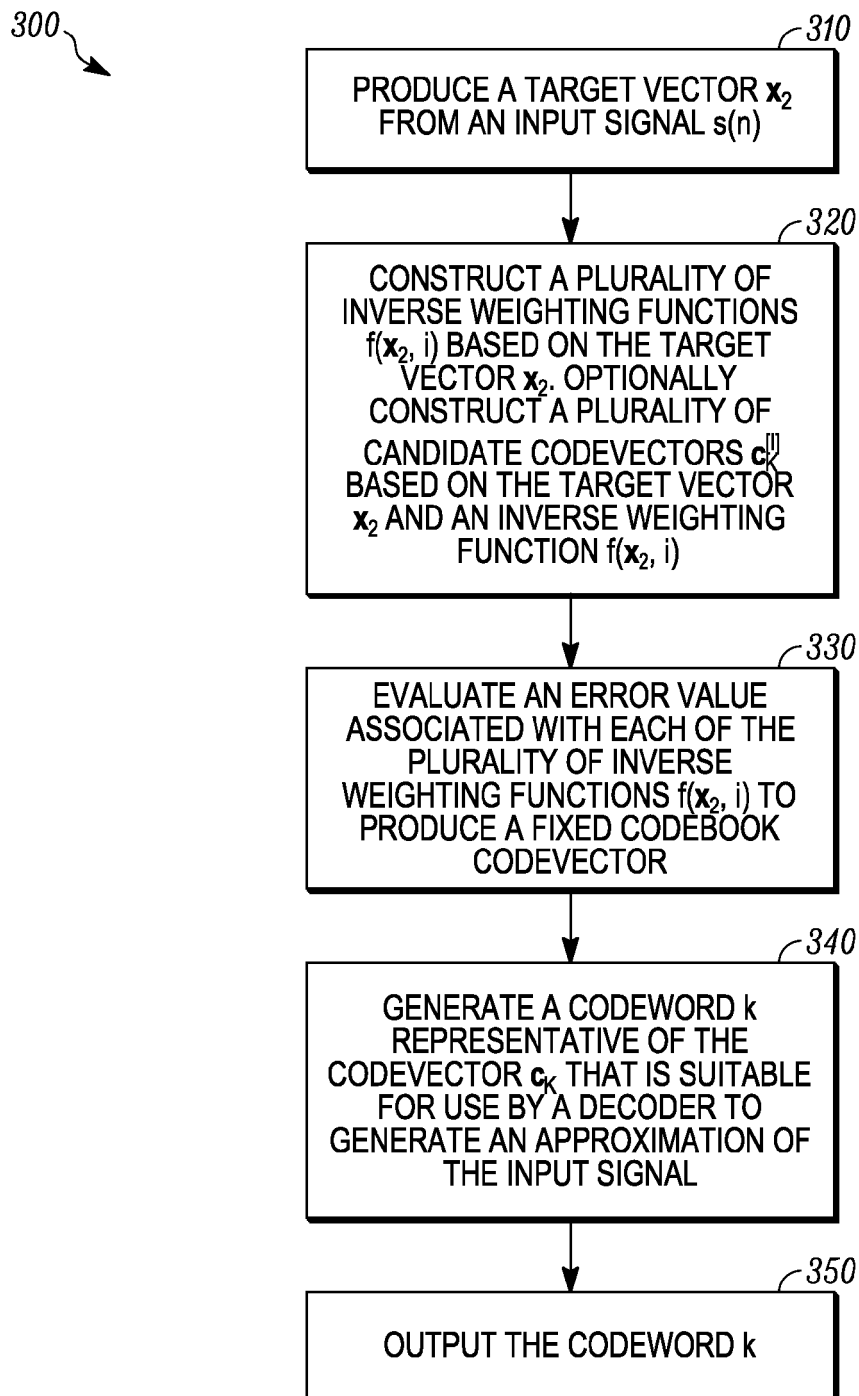 300
310
PRODUCE A TARGET VECTOR x₂
FROM AN INPUT SIGNAL s(n)
320
CONSTRUCT A PLURALITY OF
INVERSE WEIGHTING FUNCTIONS
f(x₂, i) BASED ON THE TARGET
VECTOR x₂. OPTIONALLY
CONSTRUCT A PLURALITY OF
CANDIDATE CODEVECTORS c_K^[i]
BASED ON THE TARGET VECTOR
x₂ AND AN INVERSE WEIGHTING
FUNCTION f(x₂, i)
330
EVALUATE AN ERROR VALUE
ASSOCIATED WITH EACH OF THE
PLURALITY OF INVERSE
WEIGHTING FUNCTIONS f(x₂, i) TO
PRODUCE A FIXED CODEBOOK
CODEVECTOR
340
GENERATE A CODEWORD k
REPRESENTATIVE OF THE
CODEVECTOR c_K THAT IS SUITABLE
FOR USE BY A DECODER TO
GENERATE AN APPROXIMATION OF
THE INPUT SIGNAL
350
OUTPUT THE CODEWORD k